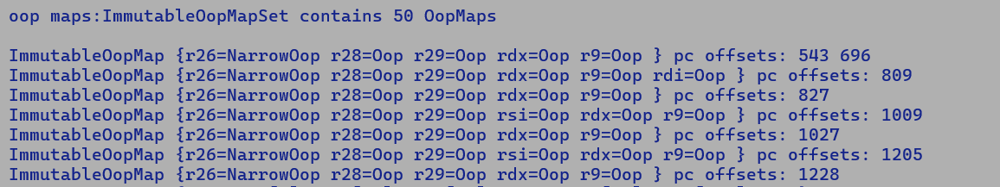 oop maps:ImmutableOopMapSet contains 50 OopMaps
ImmutableOopMap {r26=NarrowOop r28=Oop r29=Oop rdx=Oop r9=Oop } pc offsets: 543 696
ImmutableOopMap {r26=NarrowOop r28=Oop r29=Oop rdx=Oop r9=Oop rdi=Oop } pc offsets: 809
ImmutableOopMap {r26=NarrowOop r28=Oop r29=Oop rdx=Oop r9=Oop } pc offsets: 827
ImmutableOopMap {r26=NarrowOop r28=Oop r29=Oop rsi=Oop rdx=Oop r9=Oop } pc offsets: 1009
ImmutableOopMap {r26=NarrowOop r28=Oop r29=Oop rdx=Oop r9=Oop } pc offsets: 1027
ImmutableOopMap {r26=NarrowOop r28=Oop r29=Oop rsi=Oop rdx=Oop r9=Oop } pc offsets: 1205
ImmutableOopMap {r26=NarrowOop r28=Oop r29=Oop rdx=Oop r9=Oop } pc offsets: 1228